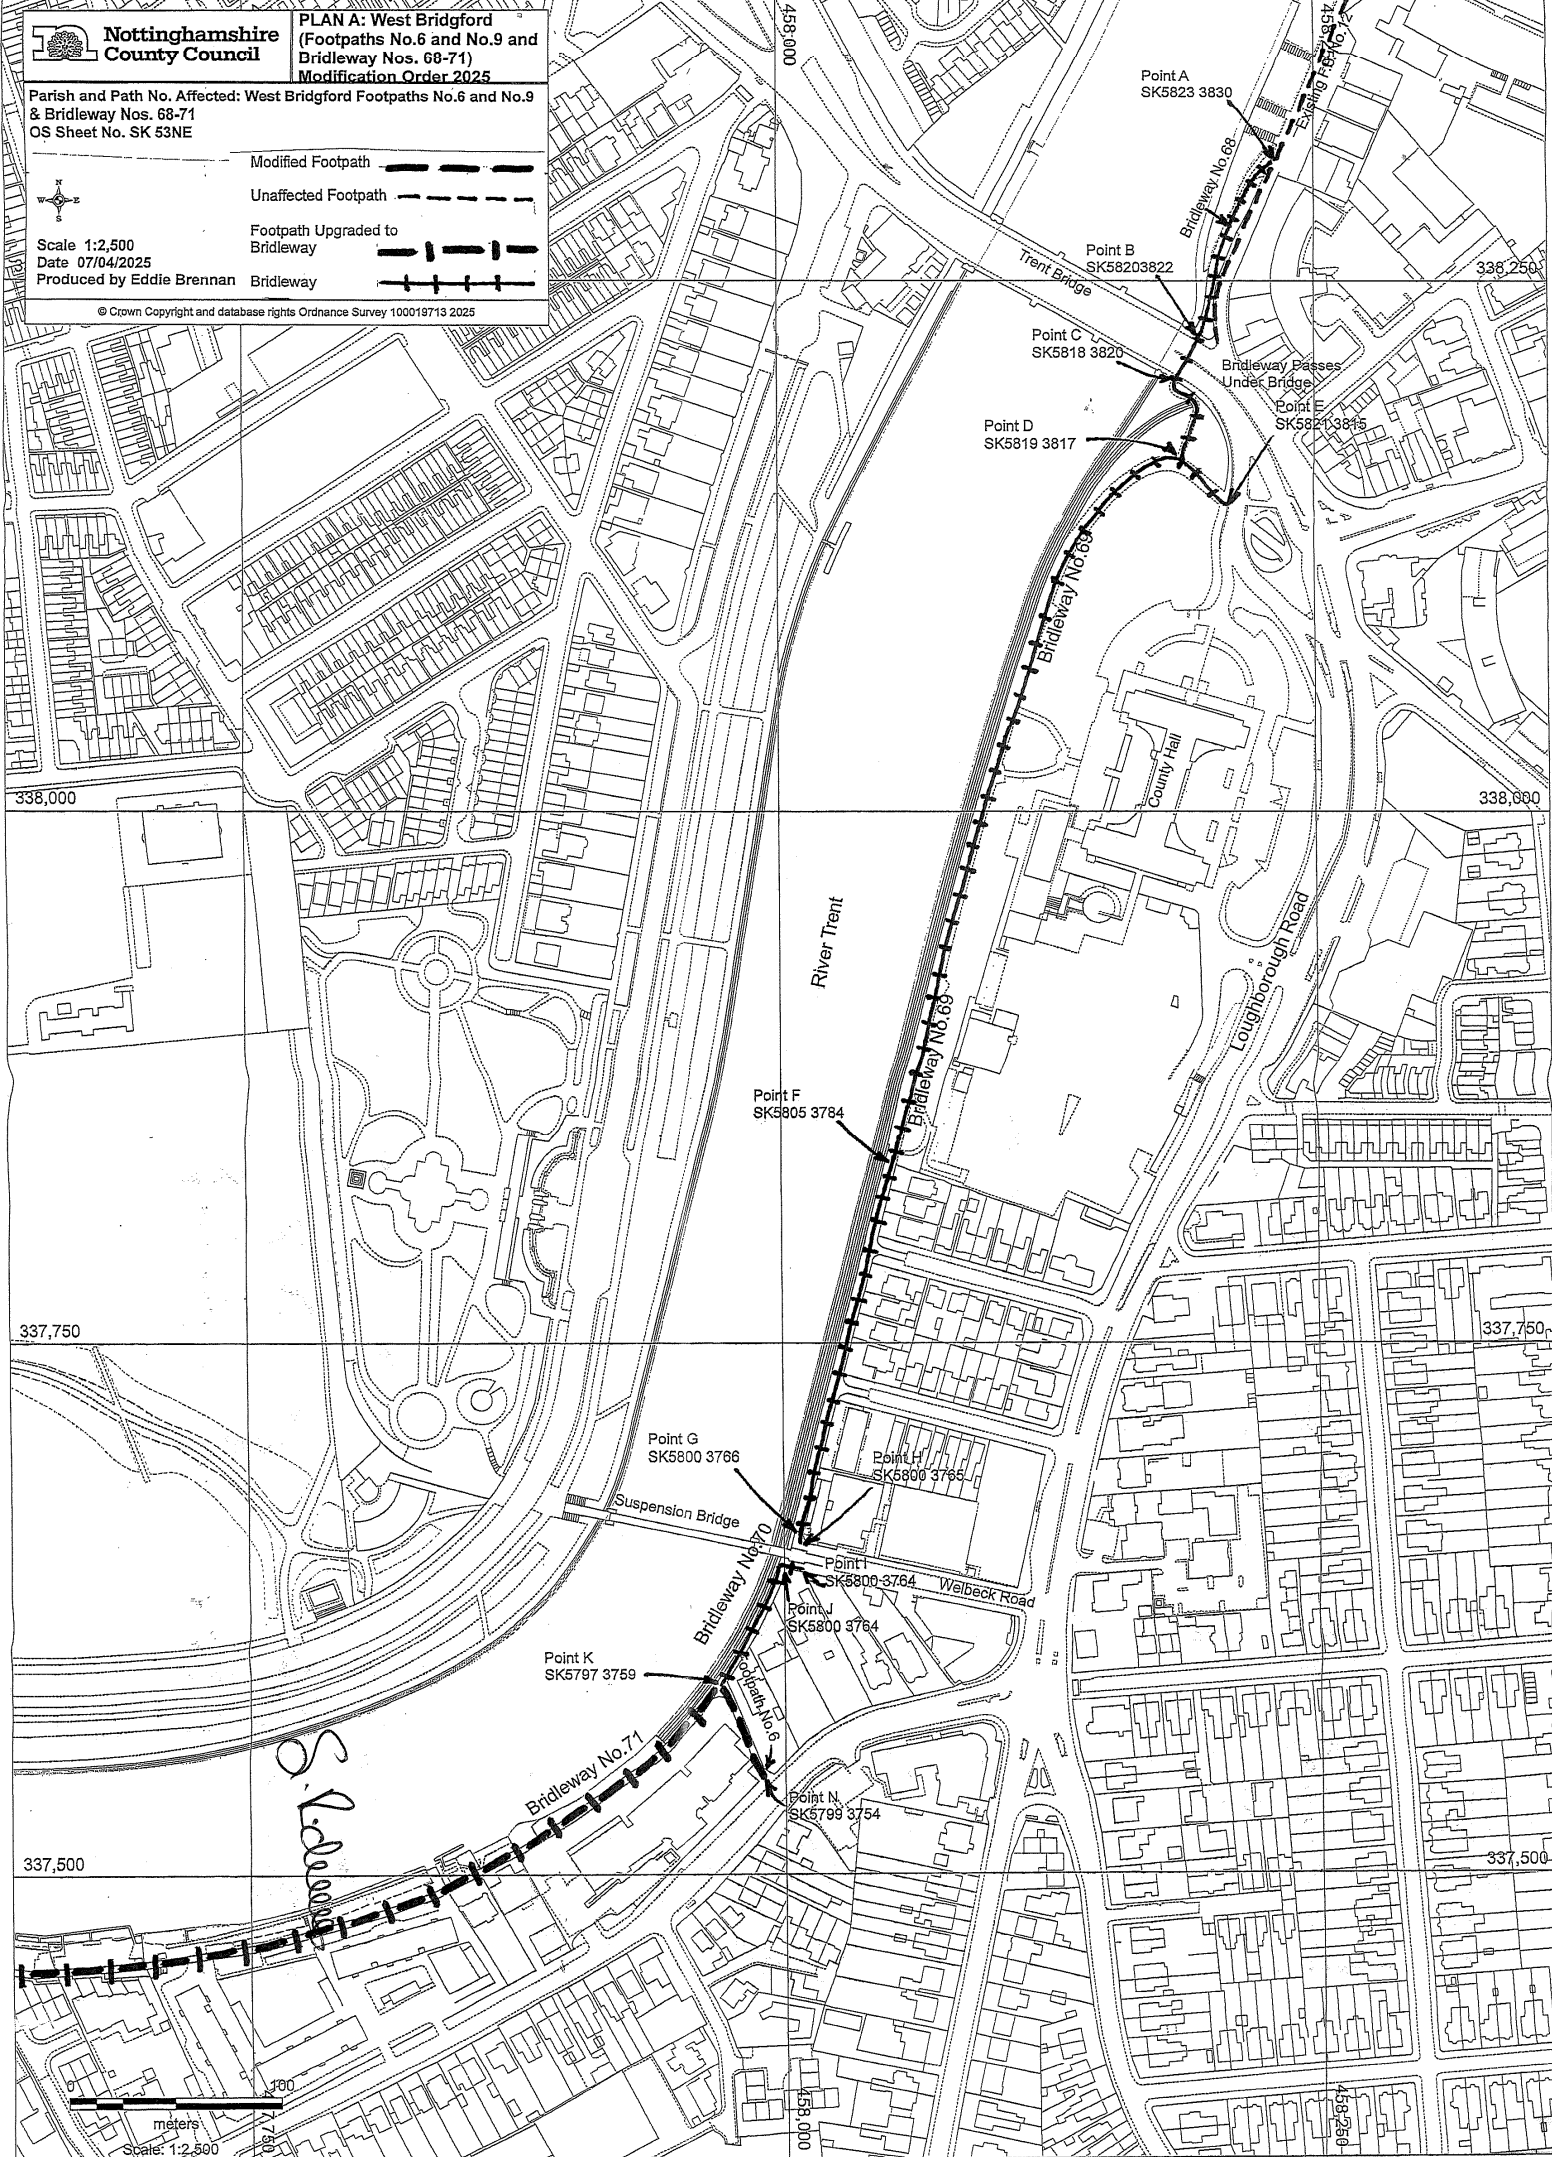 Nottinghamshire
County Council
PLAN A: West Bridgford
(Footpaths No.6 and No.9 and
Bridleway Nos. 68-71)
Modification Order 2025
Parish and Path No. Affected: West Bridgford Footpaths No.6 and No.9
& Bridleway Nos. 68-71
OS Sheet No. SK 53NE
Modified Footpath
Unaffected Footpath
Footpath Upgraded to
Bridleway
Bridleway
N
W E
S
Scale 1:2,500
Date 07/04/2025
Produced by Eddie Brennan
© Crown Copyright and database rights Ordnance Survey 100019713 2025
458,000
Point A
SK5823 3830
Bridleway No.68
Point B
SK58203822
338,250
Trent Bridge
Point C
SK5818 3820
Bridleway Passes
Under Bridge
Point E
SK5821 3815
Point D
SK5819 3817
Bridleway No.69
County Hall
338,000
338,000
River Trent
Loughborough Road
Bridleway No.69
Point F
SK5805 3784
337,750
337,750
Point G
SK5800 3766
Point H
SK5800 3765
Suspension Bridge
Bridleway No.70
Point I
SK5800 3764
Welbeck Road
Point J
SK5800 3764
Point K
SK5797 3759
Footpath No.6
Bridleway No.71
Point N
SK5799 3754
337,500
337,500
0 100
meters
Scale: 1:2,500
458,000
458,250